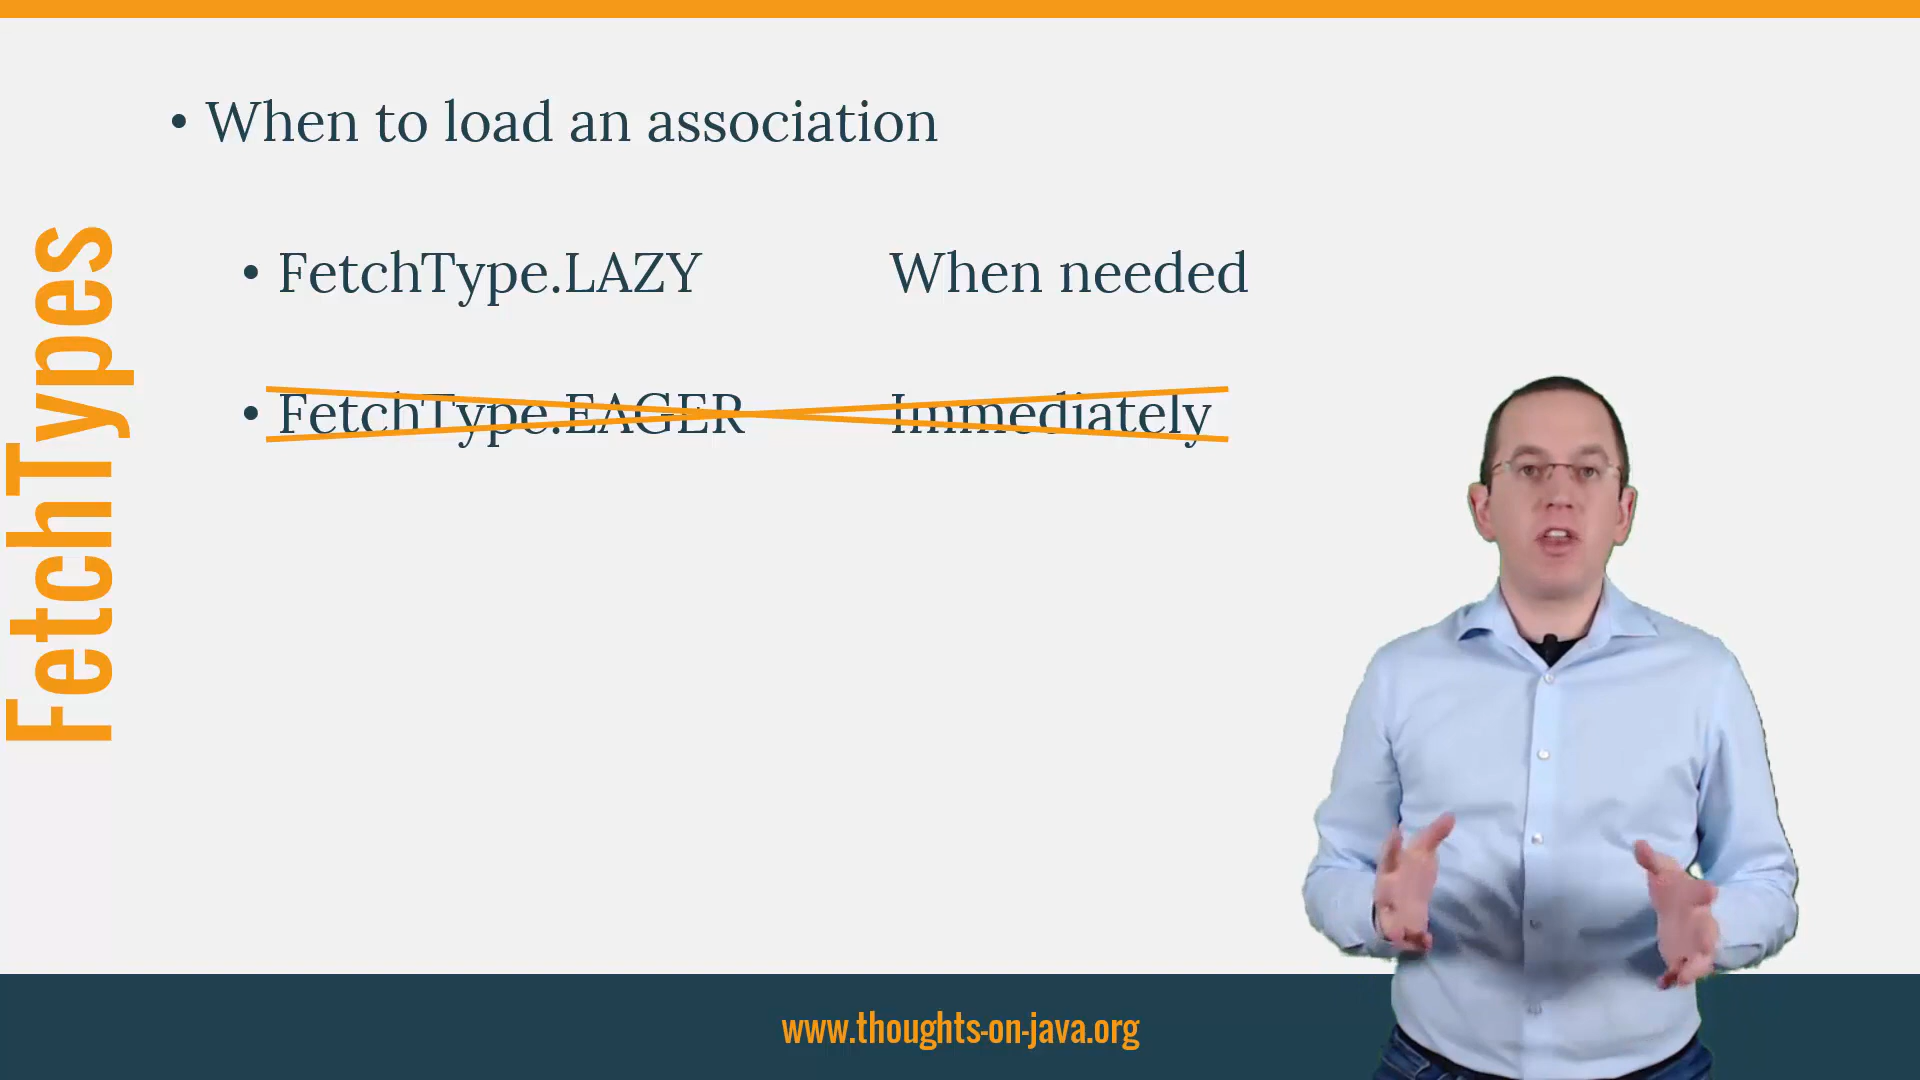 FetchTypes
• When to load an association
• FetchType.LAZY When needed
• FetchType.EAGER Immediately
www.thoughts-on-java.org